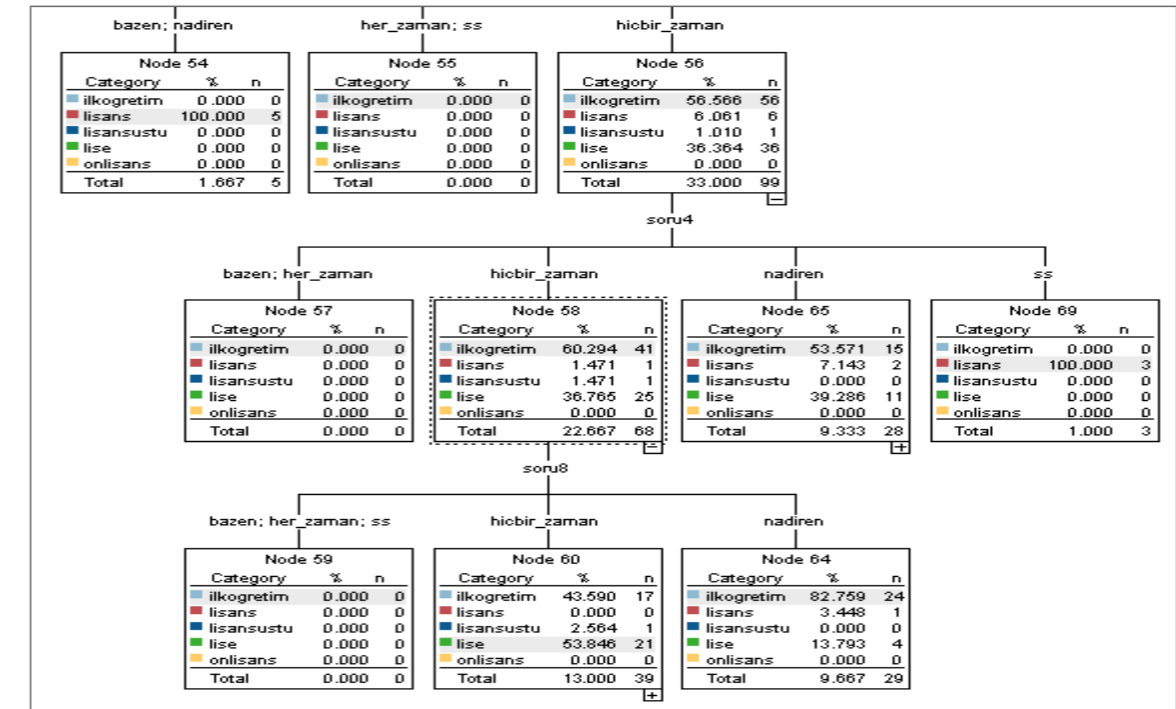 bazen; nadiren her_zaman; ss hicbir_zaman
Node 54
Category % n
ilkogretim 0.000 0
lisans 100.000 5
lisansustu 0.000 0
lise 0.000 0
onlisans 0.000 0
Total 1.667 5
Node 55
Category % n
ilkogretim 0.000 0
lisans 0.000 0
lisansustu 0.000 0
lise 0.000 0
onlisans 0.000 0
Total 0.000 0
Node 56
Category % n
ilkogretim 56.566 56
lisans 6.061 6
lisansustu 1.010 1
lise 36.364 36
onlisans 0.000 0
Total 33.000 99
soru4
bazen; her_zaman hicbir_zaman nadiren ss
Node 57
Category % n
ilkogretim 0.000 0
lisans 0.000 0
lisansustu 0.000 0
lise 0.000 0
onlisans 0.000 0
Total 0.000 0
Node 58
Category % n
ilkogretim 60.294 41
lisans 1.471 1
lisansustu 1.471 1
lise 36.765 25
onlisans 0.000 0
Total 22.667 68
Node 65
Category % n
ilkogretim 53.571 15
lisans 7.143 2
lisansustu 0.000 0
lise 39.286 11
onlisans 0.000 0
Total 9.333 28
Node 69
Category % n
ilkogretim 0.000 0
lisans 100.000 3
lisansustu 0.000 0
lise 0.000 0
onlisans 0.000 0
Total 1.000 3
soru8
bazen; her_zaman; ss hicbir_zaman nadiren
Node 59
Category % n
ilkogretim 0.000 0
lisans 0.000 0
lisansustu 0.000 0
lise 0.000 0
onlisans 0.000 0
Total 0.000 0
Node 60
Category % n
ilkogretim 43.590 17
lisans 0.000 0
lisansustu 2.564 1
lise 53.846 21
onlisans 0.000 0
Total 13.000 39
Node 64
Category % n
ilkogretim 82.759 24
lisans 3.448 1
lisansustu 0.000 0
lise 13.793 4
onlisans 0.000 0
Total 9.667 29